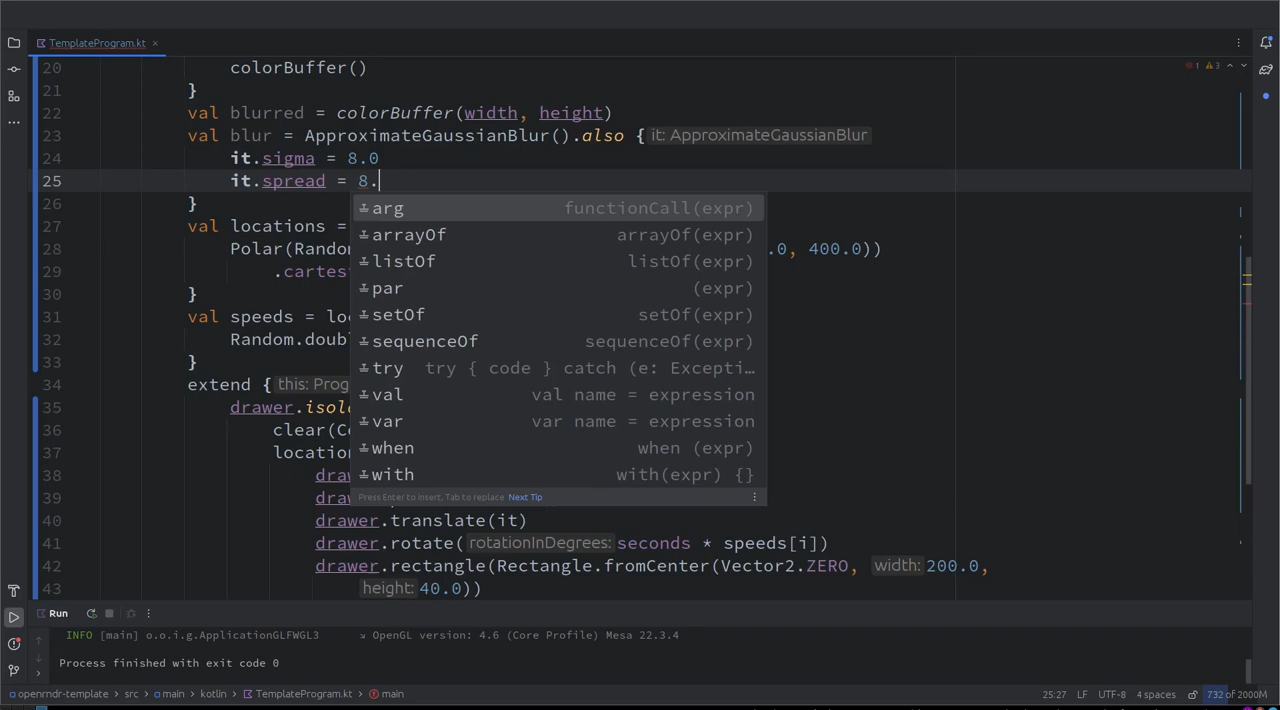 TemplateProgram.kt
1 3
20 colorBuffer()
21 }
22 val blurred = colorBuffer(width, height)
23 val blur = ApproximateGaussianBlur().also { it: ApproximateGaussianBlur
24 it.sigma = 8.0
25 it.spread = 8.
26 }
27 val locations =
28 Polar(Random .0, 400.0))
29 .cartes
30 }
31 val speeds = lo
32 Random.doub
33 }
34 extend { this: Prog
35 drawer.isol
36 clear(Co
37 locatio
38 draw
39 draw
40 drawer.translate(it)
41 drawer.rotate( rotationInDegrees: seconds * speeds[i])
42 drawer.rectangle(Rectangle.fromCenter(Vector2.ZERO, width: 200.0,
43 height: 40.0))
arg functionCall(expr)
arrayOf arrayOf(expr)
listOf listOf(expr)
par (expr)
setOf setOf(expr)
sequenceOf sequenceOf(expr)
try try { code } catch (e: Excepti…
val val name = expression
var var name = expression
when when (expr)
with with(expr) {}
Press Enter to insert, Tab to replace Next Tip
Run
INFO [main] o.o.i.g.ApplicationGLFWGL3 ↘ OpenGL version: 4.6 (Core Profile) Mesa 22.3.4
Process finished with exit code 0
openrndr-template > src > main > kotlin > TemplateProgram.kt > main 25:27 LF UTF-8 4 spaces 732 of 2000M